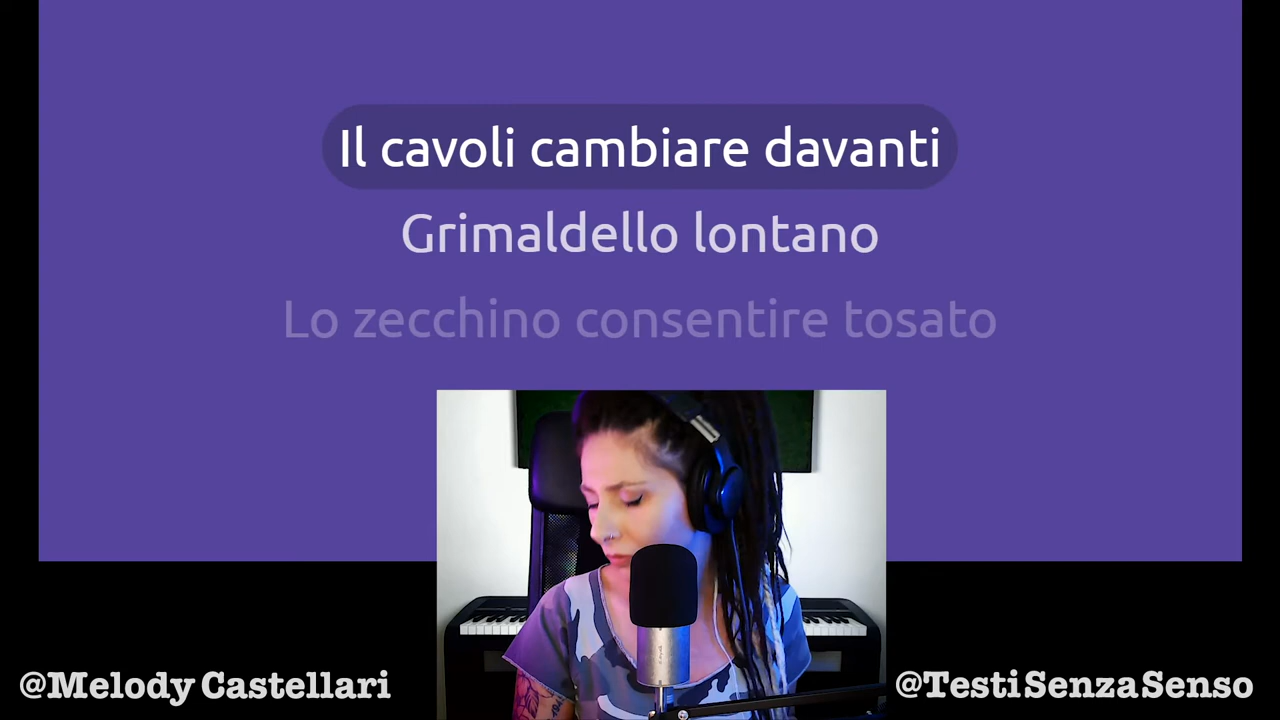 Il cavoli cambiare davanti
Grimaldello lontano
Lo zecchino consentire tosato
@Melody Castellari
@TestiSenzaSenso